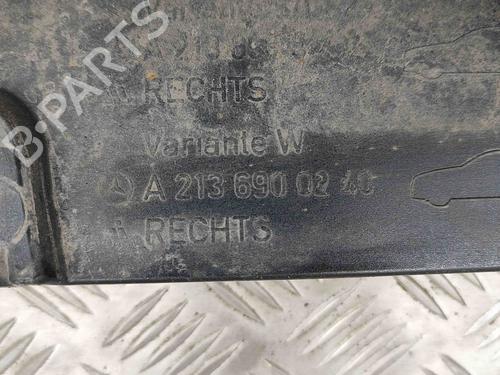 RECHTS
Variante W
A 213 690 02 40
RECHTS
B-PARTS